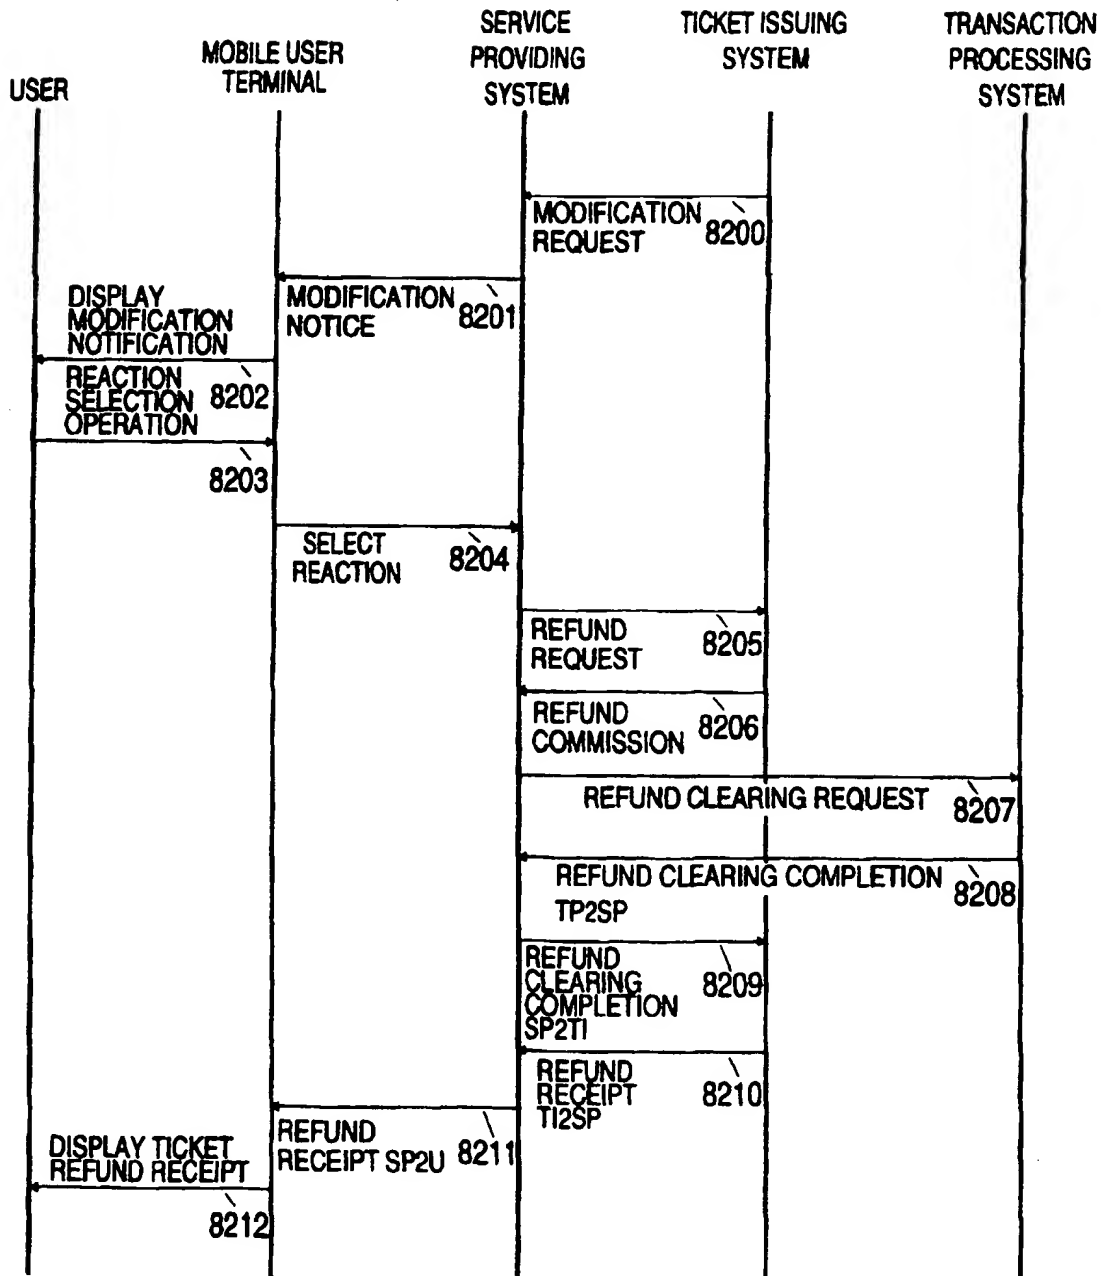 USER
MOBILE USER
TERMINAL
SERVICE
PROVIDING
SYSTEM
TICKET ISSUING
SYSTEM
TRANSACTION
PROCESSING
SYSTEM
MODIFICATION
REQUEST
8200
MODIFICATION
NOTICE
8201
DISPLAY
MODIFICATION
NOTIFICATION
8202
REACTION
SELECTION
OPERATION
8203
SELECT
REACTION
8204
REFUND
REQUEST
8205
REFUND
COMMISSION
8206
REFUND CLEARING REQUEST
8207
REFUND CLEARING COMPLETION
TP2SP
8208
REFUND
CLEARING
COMPLETION
SP2TI
8209
REFUND
RECEIPT
TI2SP
8210
REFUND
RECEIPT SP2U
8211
DISPLAY TICKET
REFUND RECEIPT
8212